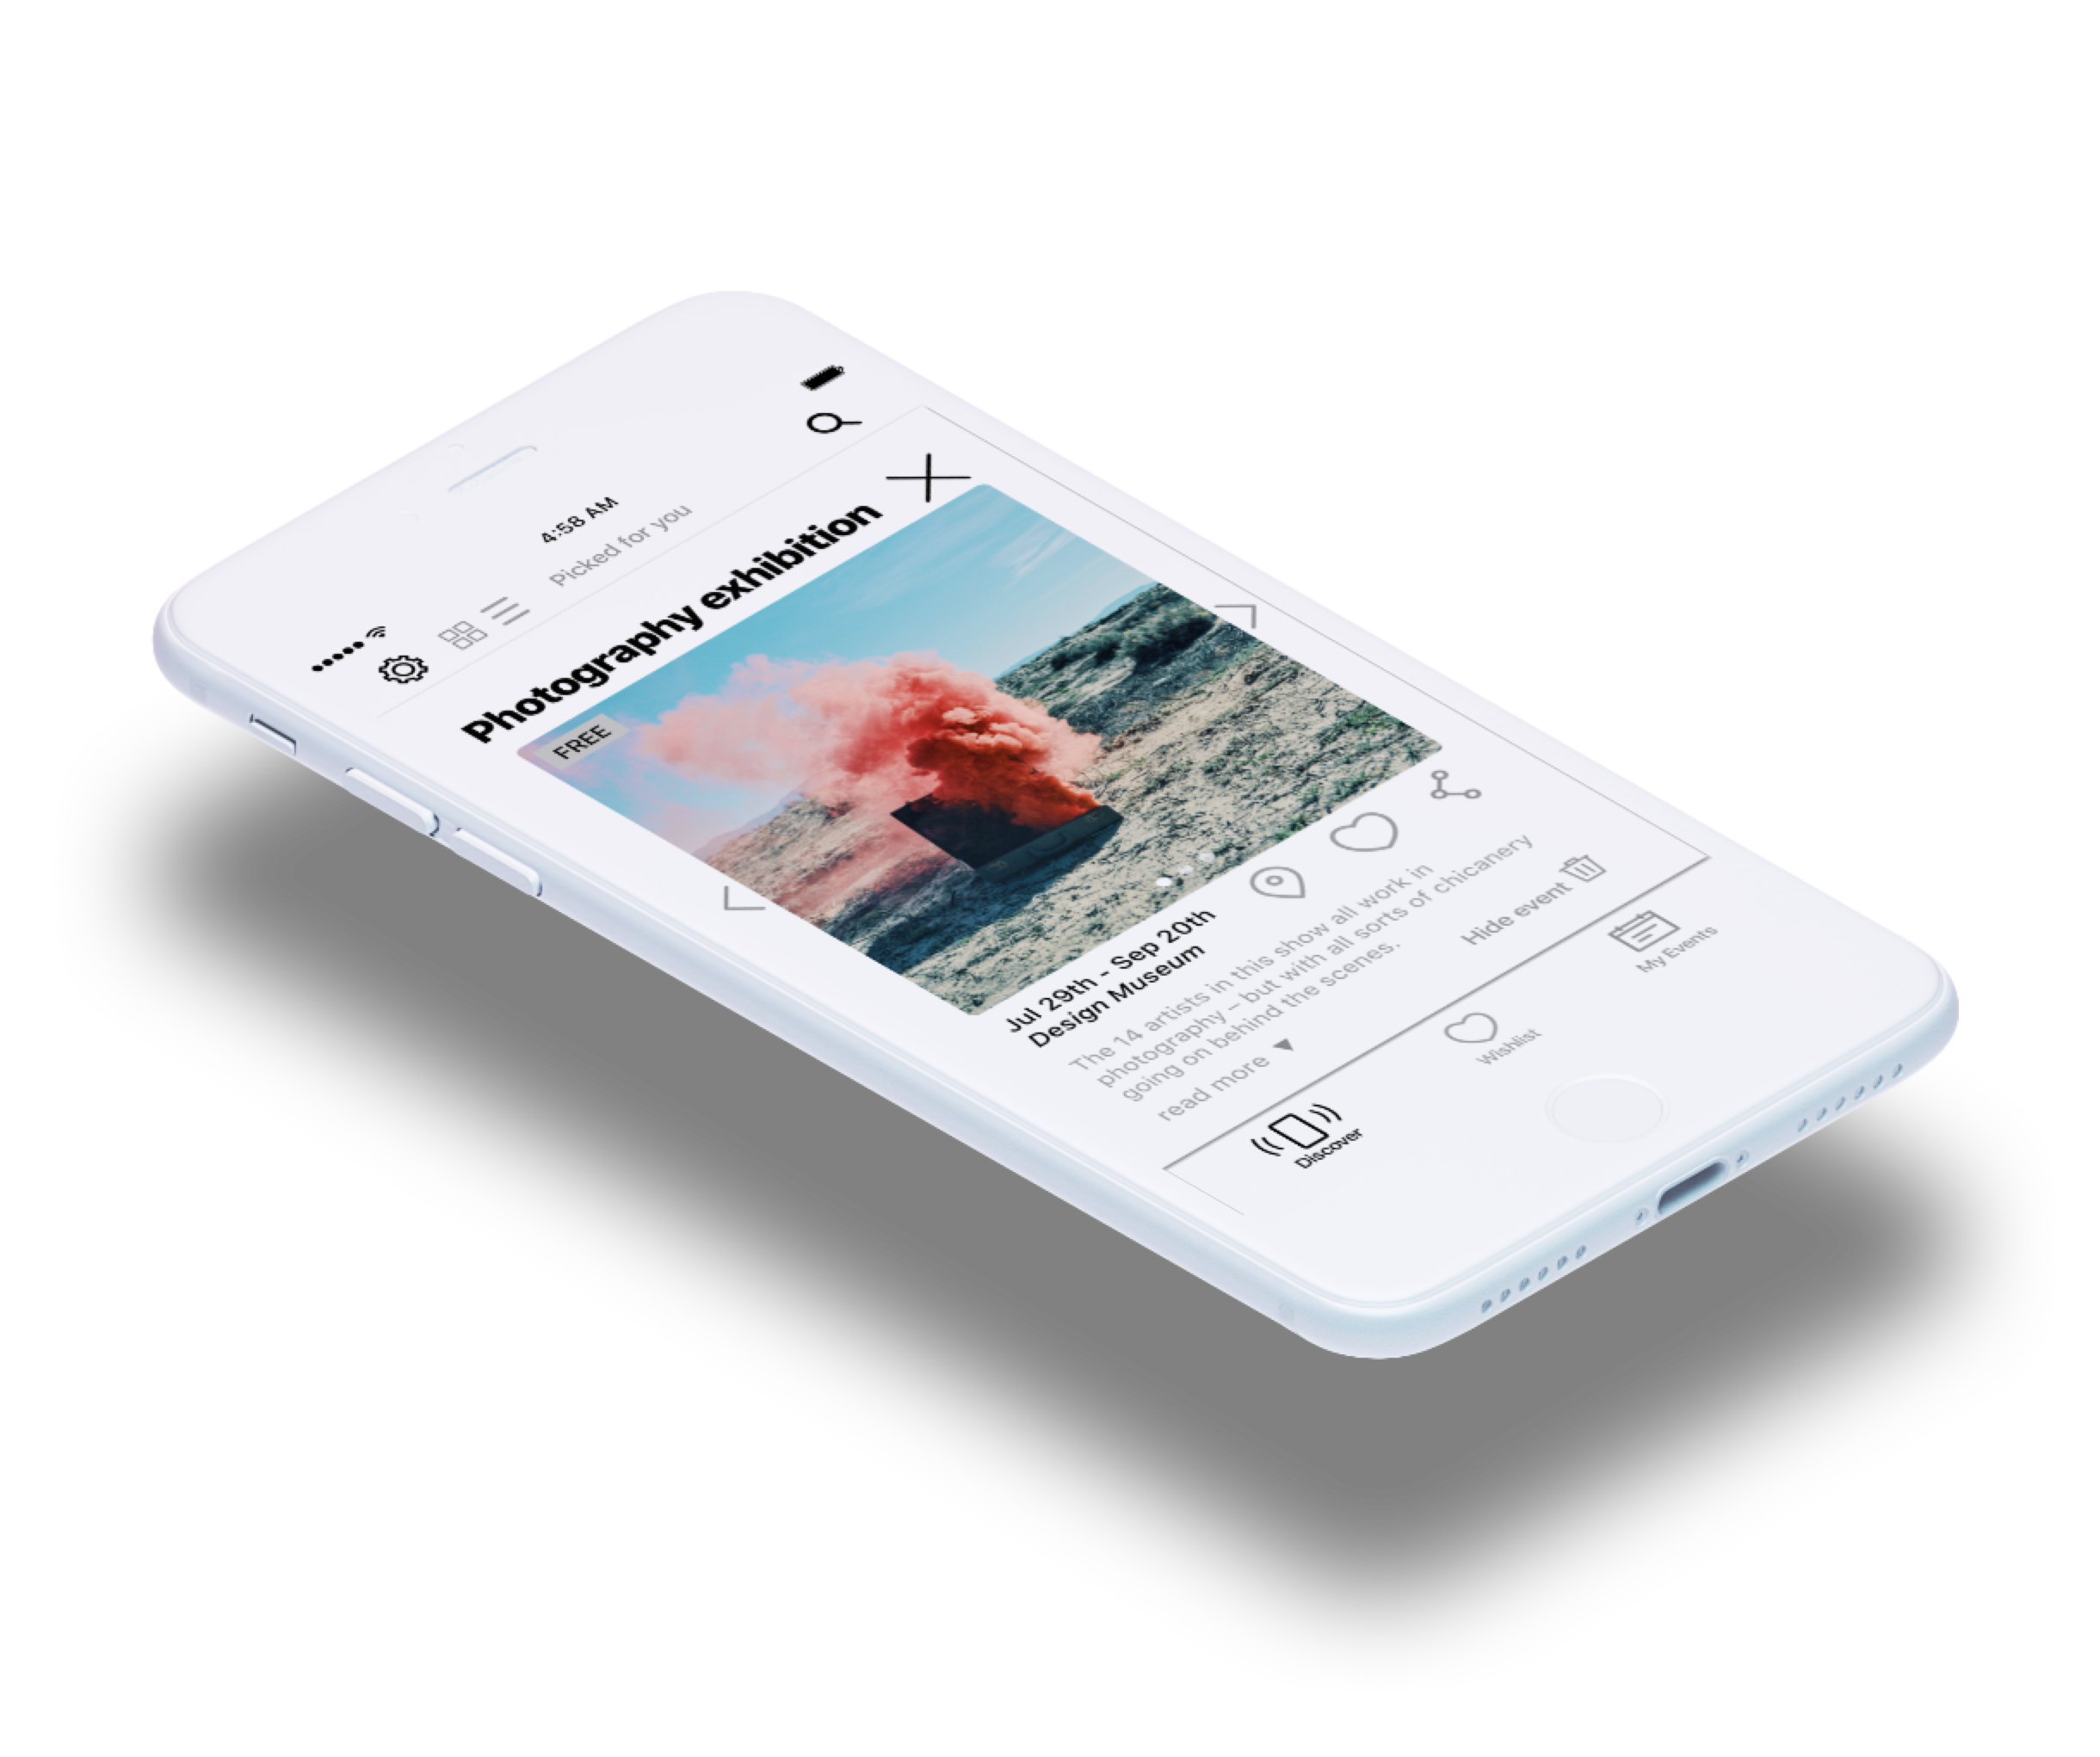 4:58 AM
Picked for you
Photography exhibition
FREE
Jul 29th - Sep 20th
Design Museum
The 14 artists in this show all work in
photography – but with all sorts of chicanery
going on behind the scenes.
read more
Hide event
Discover
Wishlist
My Events